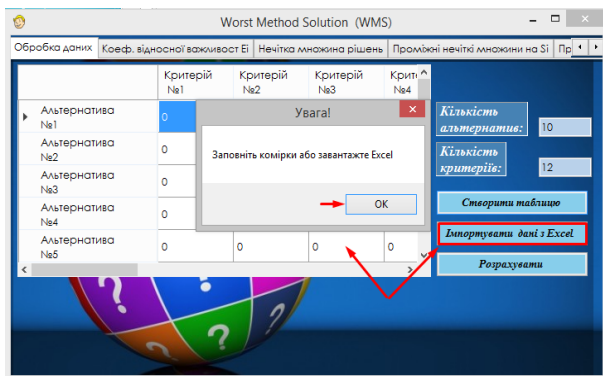 Worst Method Solution (WMS)
Обробка даних Коеф. відносної важливост Ei Нечітка множина рішень Проміжні нечіткі множини на Si Пр
Критерій №1 Критерій №2 Критерій №3 Крите №4
Альтернатива №1 0
Альтернатива №2 0
Альтернатива №3 0
Альтернатива №4 0
Альтернатива №5 0 0 0 0
Увага!
Заповніть комірки або завантажте Excel
OK
Кількість
альтернатив: 10
Кількість
критеріїв: 12
Створити таблицю
Імпортувати дані з Excel
Розрахувати
? ? ?